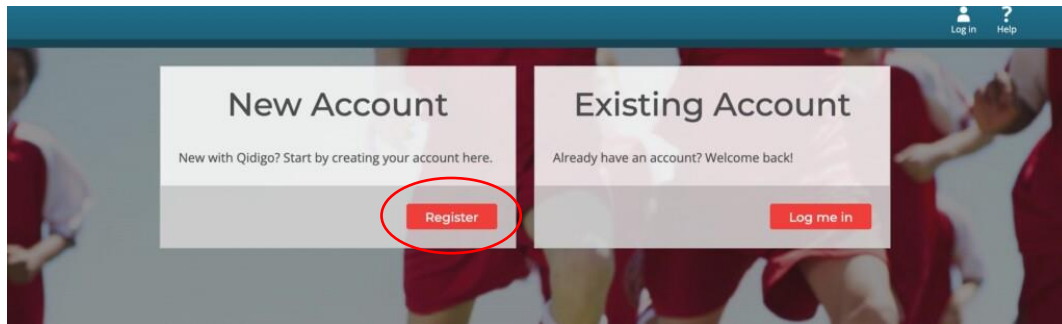 Log in
?
Help
New Account
New with Qidigo? Start by creating your account here.
Register
Existing Account
Already have an account? Welcome back!
Log me in